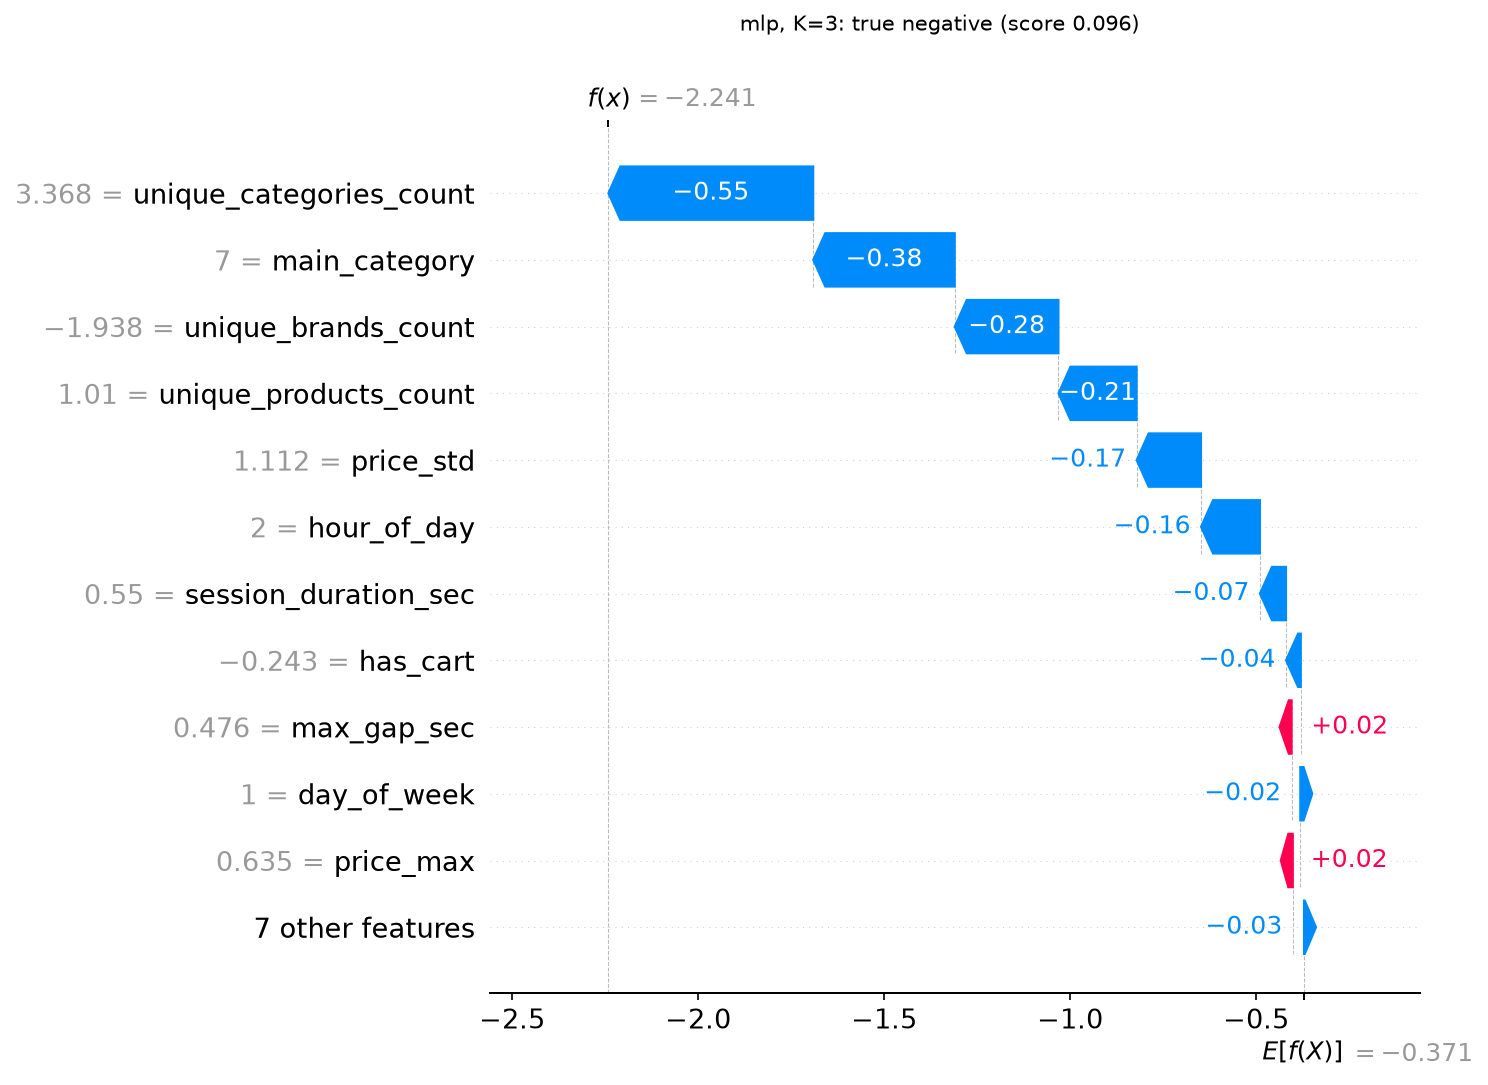 mlp, K=3: true negative (score 0.096)
f(x) = −2.241
3.368 = unique_categories_count −0.55
7 = main_category −0.38
−1.938 = unique_brands_count −0.28
1.01 = unique_products_count −0.21
1.112 = price_std −0.17
2 = hour_of_day −0.16
0.55 = session_duration_sec −0.07
−0.243 = has_cart −0.04
0.476 = max_gap_sec +0.02
1 = day_of_week −0.02
0.635 = price_max +0.02
7 other features −0.03
−2.5 −2.0 −1.5 −1.0 −0.5
E[f(X)] = −0.371